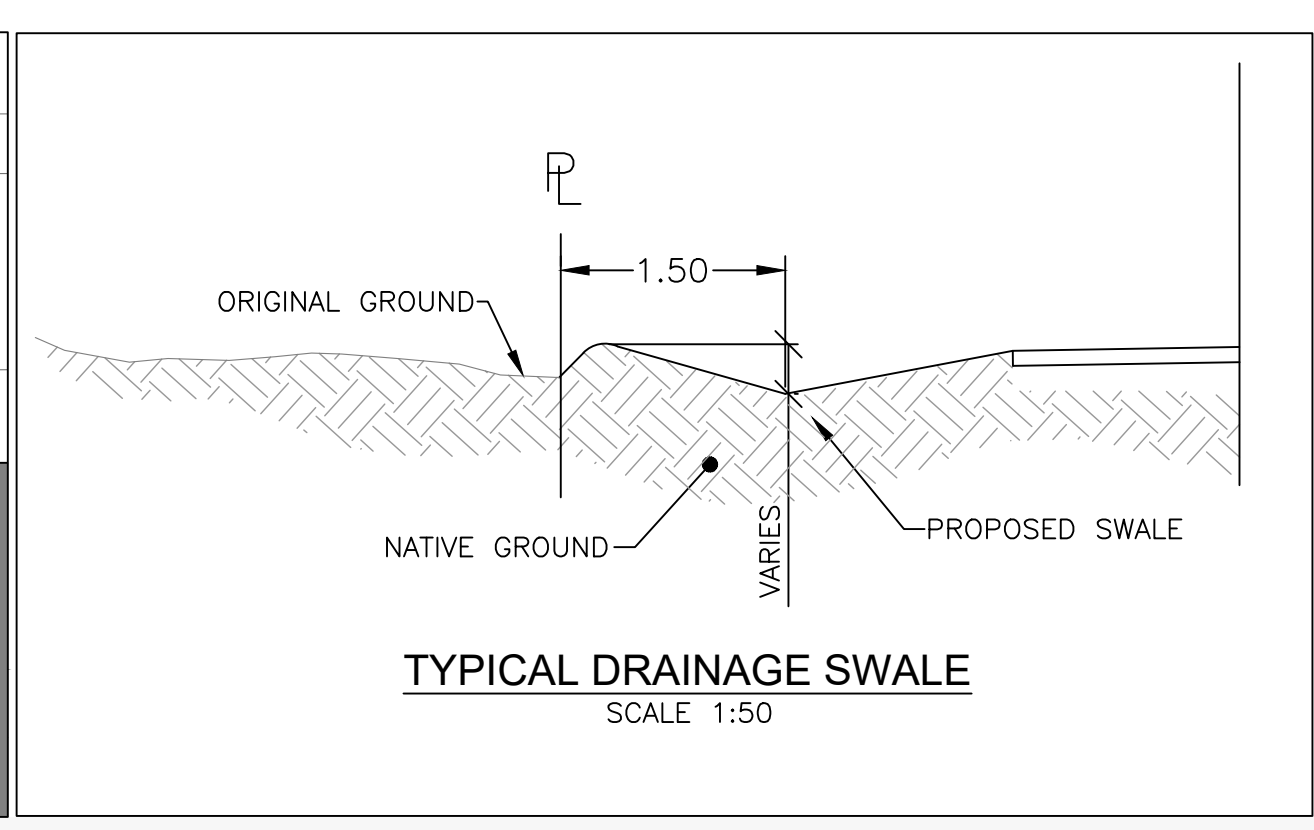 PL
1.50
ORIGINAL GROUND
NATIVE GROUND
VARIES
PROPOSED SWALE
TYPICAL DRAINAGE SWALE
SCALE 1:50